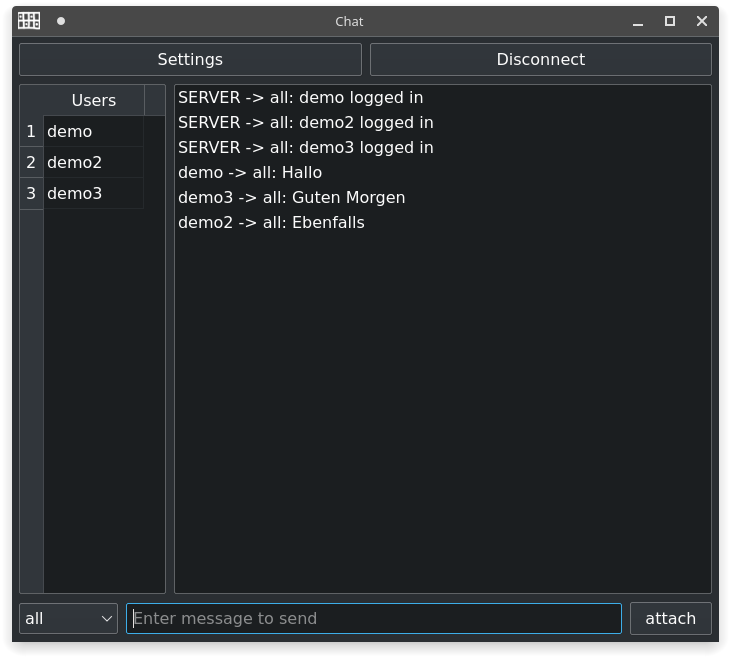 Chat
Settings
Disconnect
Users
1 demo
2 demo2
3 demo3
SERVER -> all: demo logged in
SERVER -> all: demo2 logged in
SERVER -> all: demo3 logged in
demo -> all: Hallo
demo3 -> all: Guten Morgen
demo2 -> all: Ebenfalls
all
Enter message to send
attach